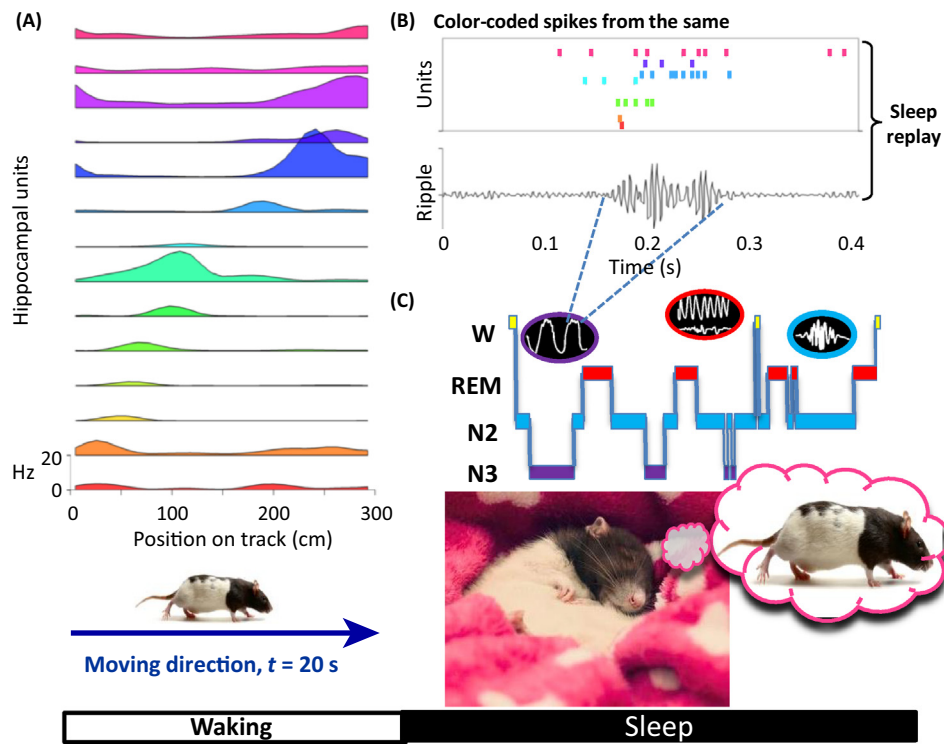 (A)
Hippocampal units
Hz
20
0
0
100
200
300
Position on track (cm)
Moving direction, t = 20 s
Waking
(B)
Color-coded spikes from the same
Units
Ripple
Sleep
replay
0
0.1
0.2
0.3
0.4
Time (s)
(C)
W
REM
N2
N3
Sleep